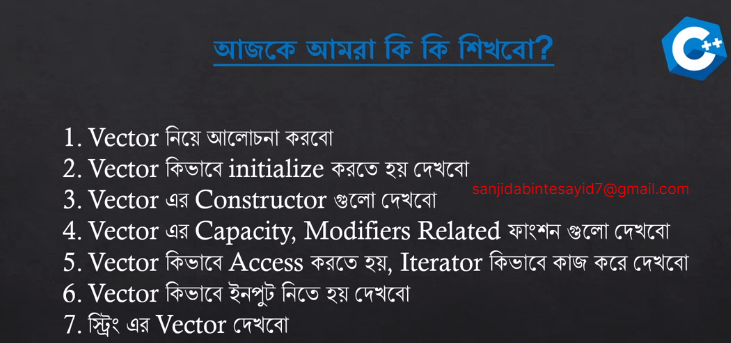 আজকে আমরা কি কি শিখবো?
C++
1. Vector নিয়ে আলোচনা করবো
2. Vector কিভাবে initialize করতে হয় দেখবো
sanjidabintesayid7@gmail.com
3. Vector এর Constructor গুলো দেখবো
4. Vector এর Capacity, Modifiers Related ফাংশন গুলো দেখবো
5. Vector কিভাবে Access করতে হয়, Iterator কিভাবে কাজ করে দেখবো
6. Vector কিভাবে ইনপুট নিতে হয় দেখবো
7. স্ট্রিং এর Vector দেখবো